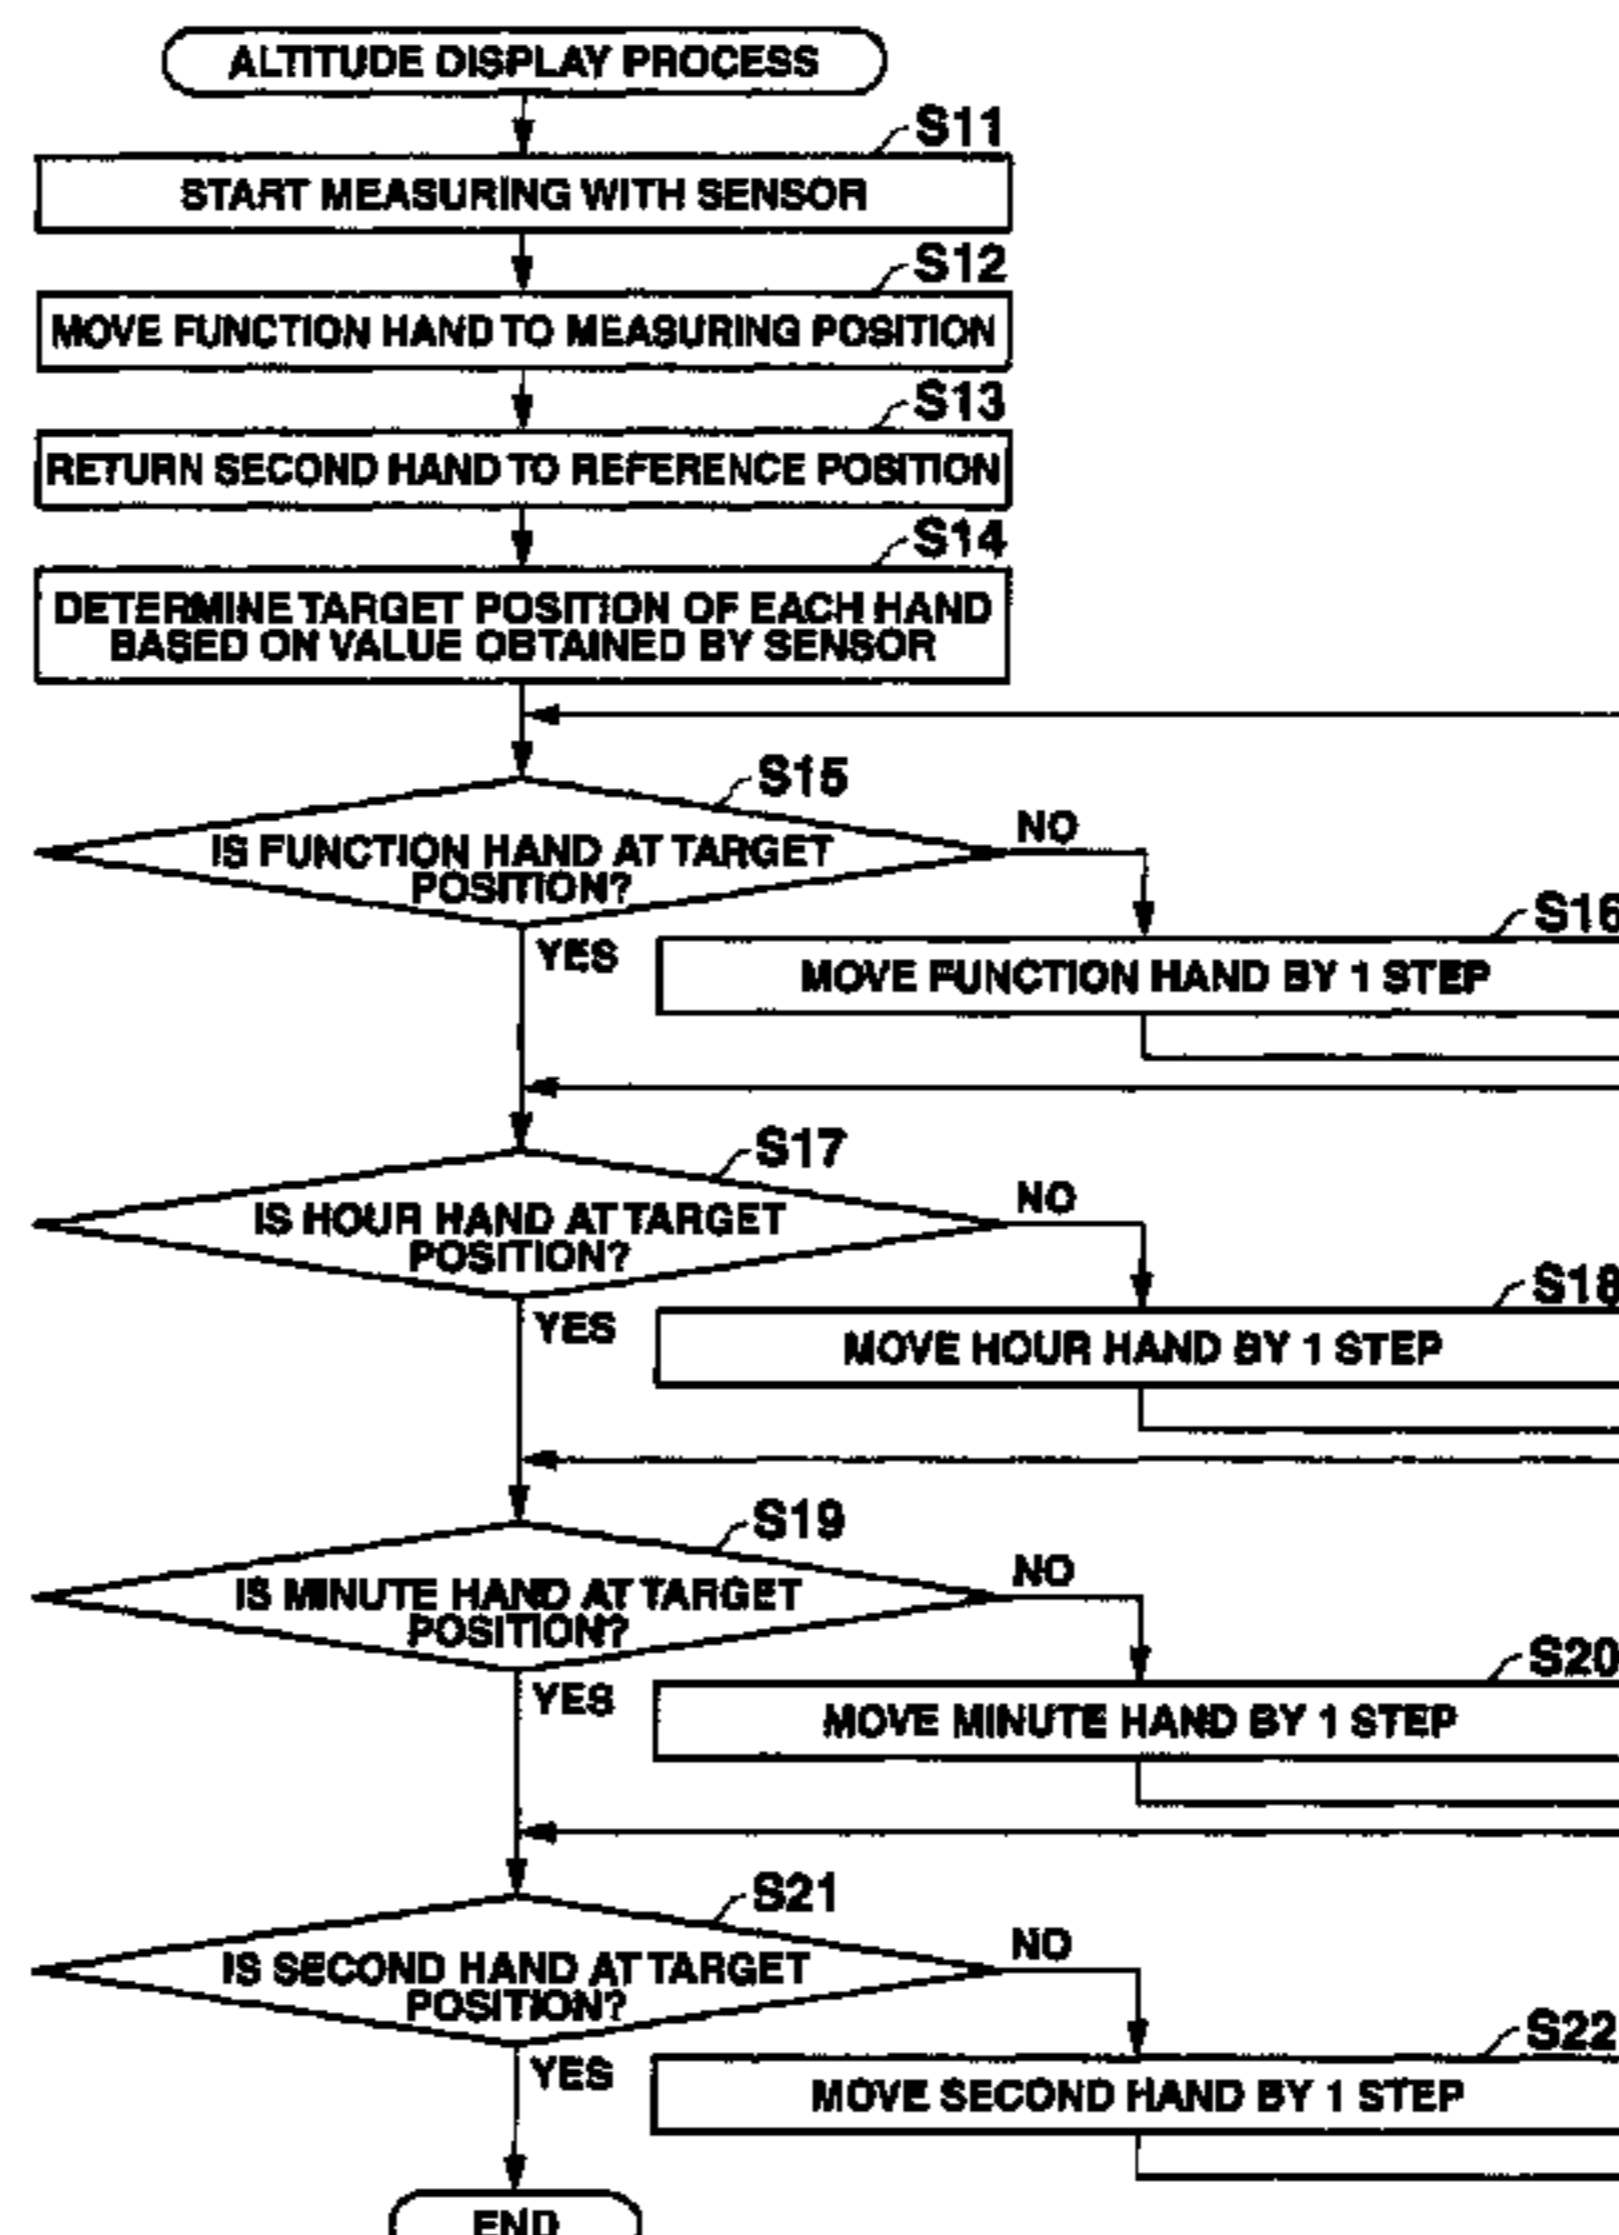 ALTITUDE DISPLAY PROCESS
S11
START MEASURING WITH SENSOR
S12
MOVE FUNCTION HAND TO MEASURING POSITION
S13
RETURN SECOND HAND TO REFERENCE POSITION
S14
DETERMINE TARGET POSITION OF EACH HAND
BASED ON VALUE OBTAINED BY SENSOR
S15
IS FUNCTION HAND AT TARGET
POSITION?
NO
YES
S16
MOVE FUNCTION HAND BY 1 STEP
S17
IS HOUR HAND AT TARGET
POSITION?
NO
YES
S18
MOVE HOUR HAND BY 1 STEP
S19
IS MINUTE HAND AT TARGET
POSITION?
NO
YES
S20
MOVE MINUTE HAND BY 1 STEP
S21
IS SECOND HAND AT TARGET
POSITION?
NO
YES
S22
MOVE SECOND HAND BY 1 STEP
END